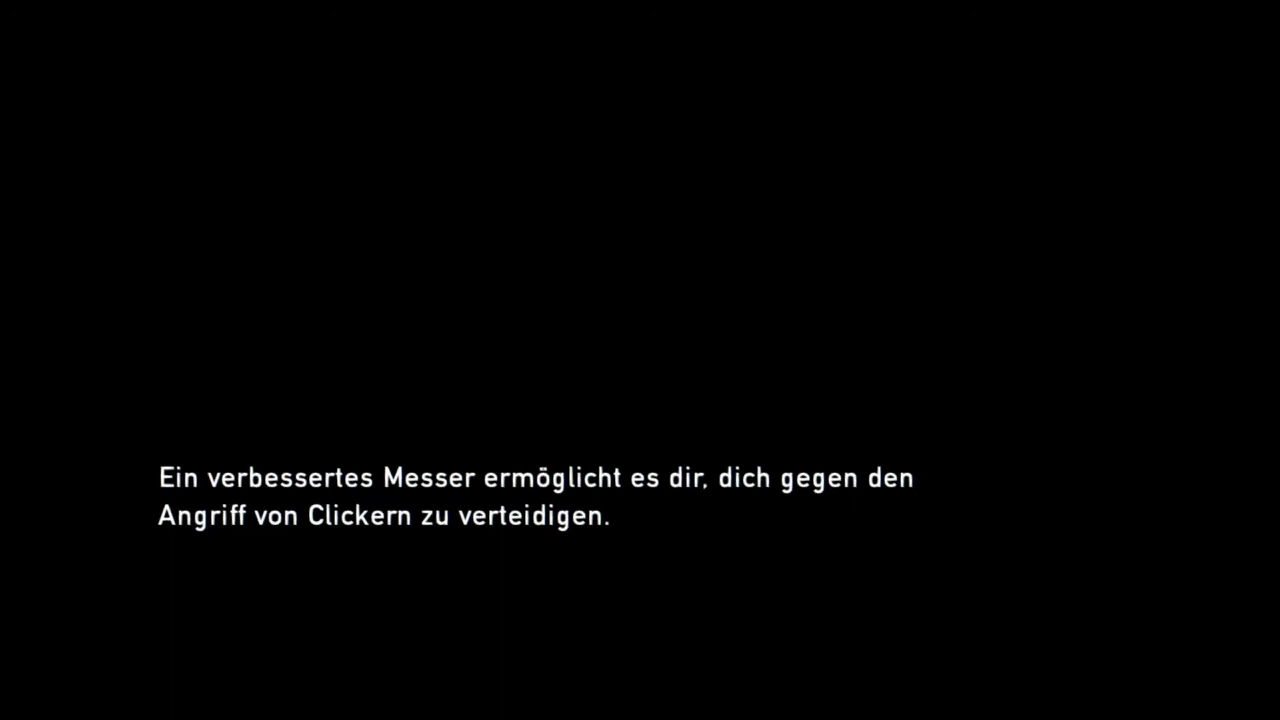 Ein verbessertes Messer ermöglicht es dir, dich gegen den
Angriff von Clickern zu verteidigen.